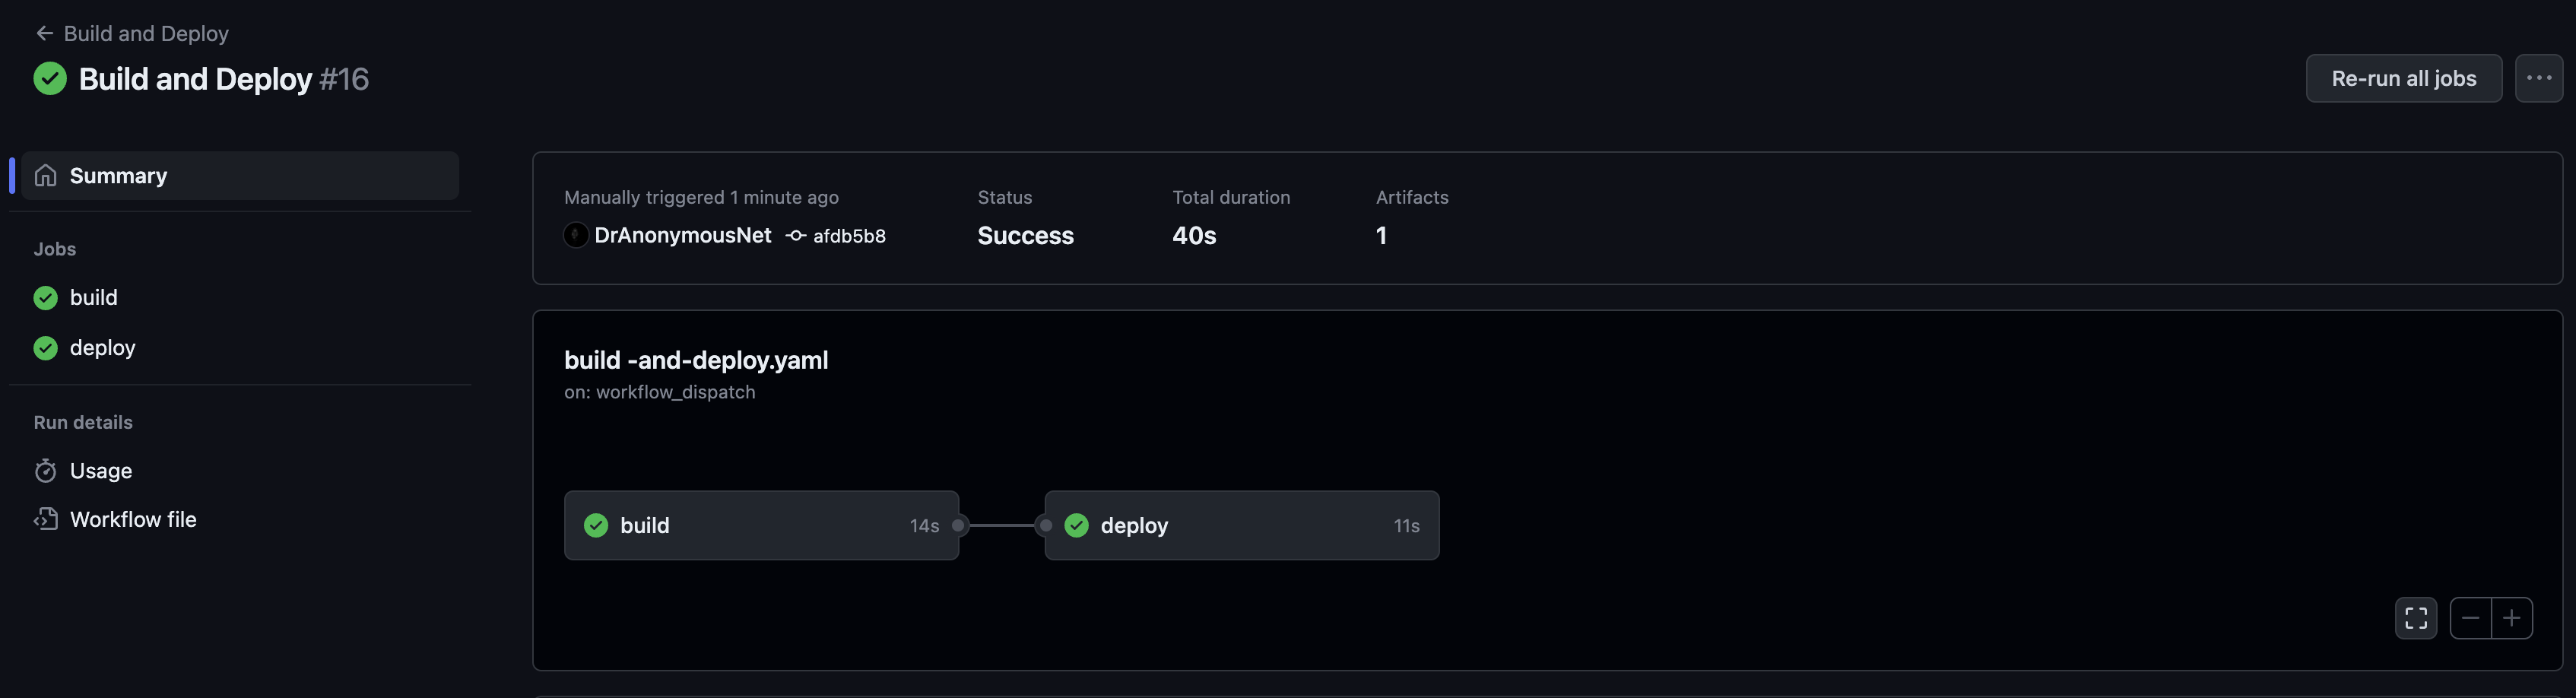 Build and Deploy
Build and Deploy #16
Re-run all jobs
Summary
Jobs
build
deploy
Run details
Usage
Workflow file
Manually triggered 1 minute ago
DrAnonymousNet afdb5b8
Status
Success
Total duration
40s
Artifacts
1
build -and-deploy.yaml
on: workflow_dispatch
build 14s
deploy 11s